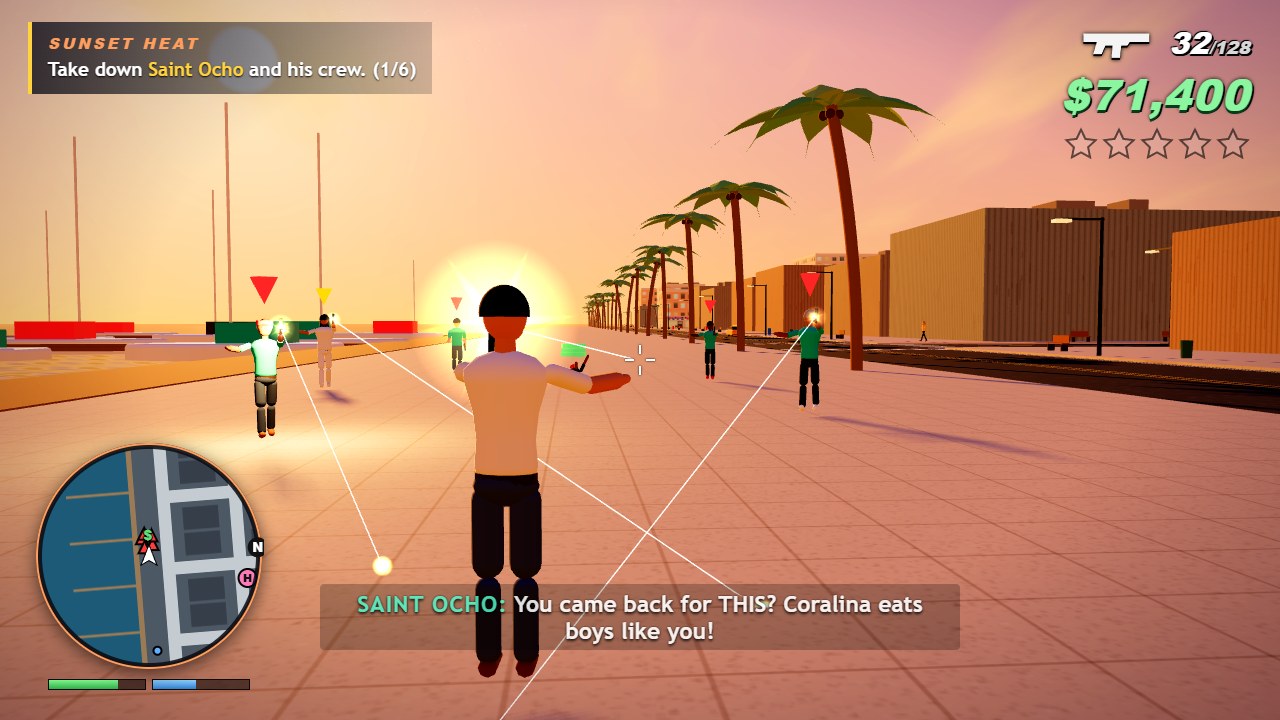 SUNSET HEAT
Take down Saint Ocho and his crew. (1/6)
32/128
$71,400
$
N
H
SAINT OCHO: You came back for THIS? Coralina eats
boys like you!